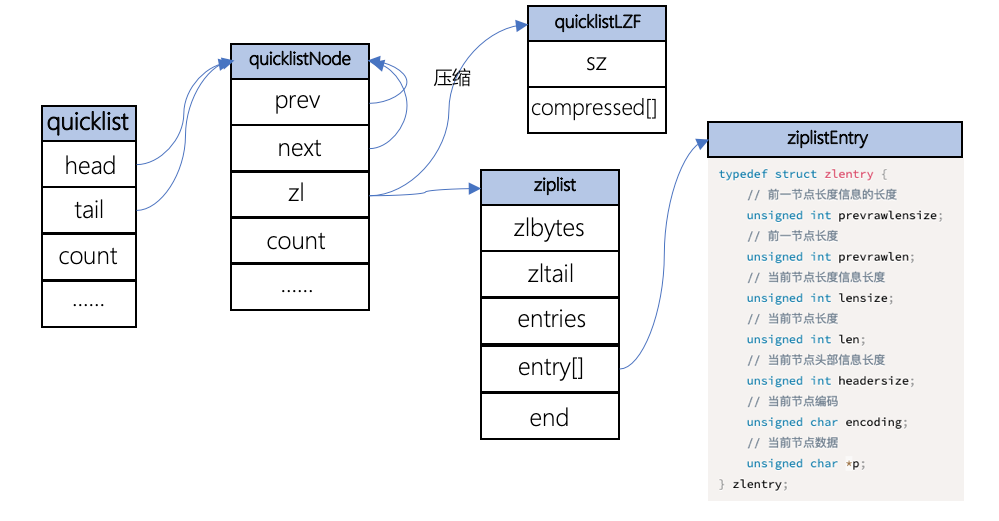 quicklist
head
tail
count
......
quicklistNode
prev
next
zl
count
......
压缩
quicklistLZF
sz
compressed[]
ziplist
zlbytes
zltail
entries
entry[]
end
ziplistEntry
typedef struct zlentry {
// 前一节点长度信息的长度
unsigned int prevrawlensize;
// 前一节点长度
unsigned int prevrawlen;
// 当前节点长度信息长度
unsigned int lensize;
// 当前节点长度
unsigned int len;
// 当前节点头部信息长度
unsigned int headersize;
// 当前节点编码
unsigned char encoding;
// 当前节点数据
unsigned char *p;
} zlentry;